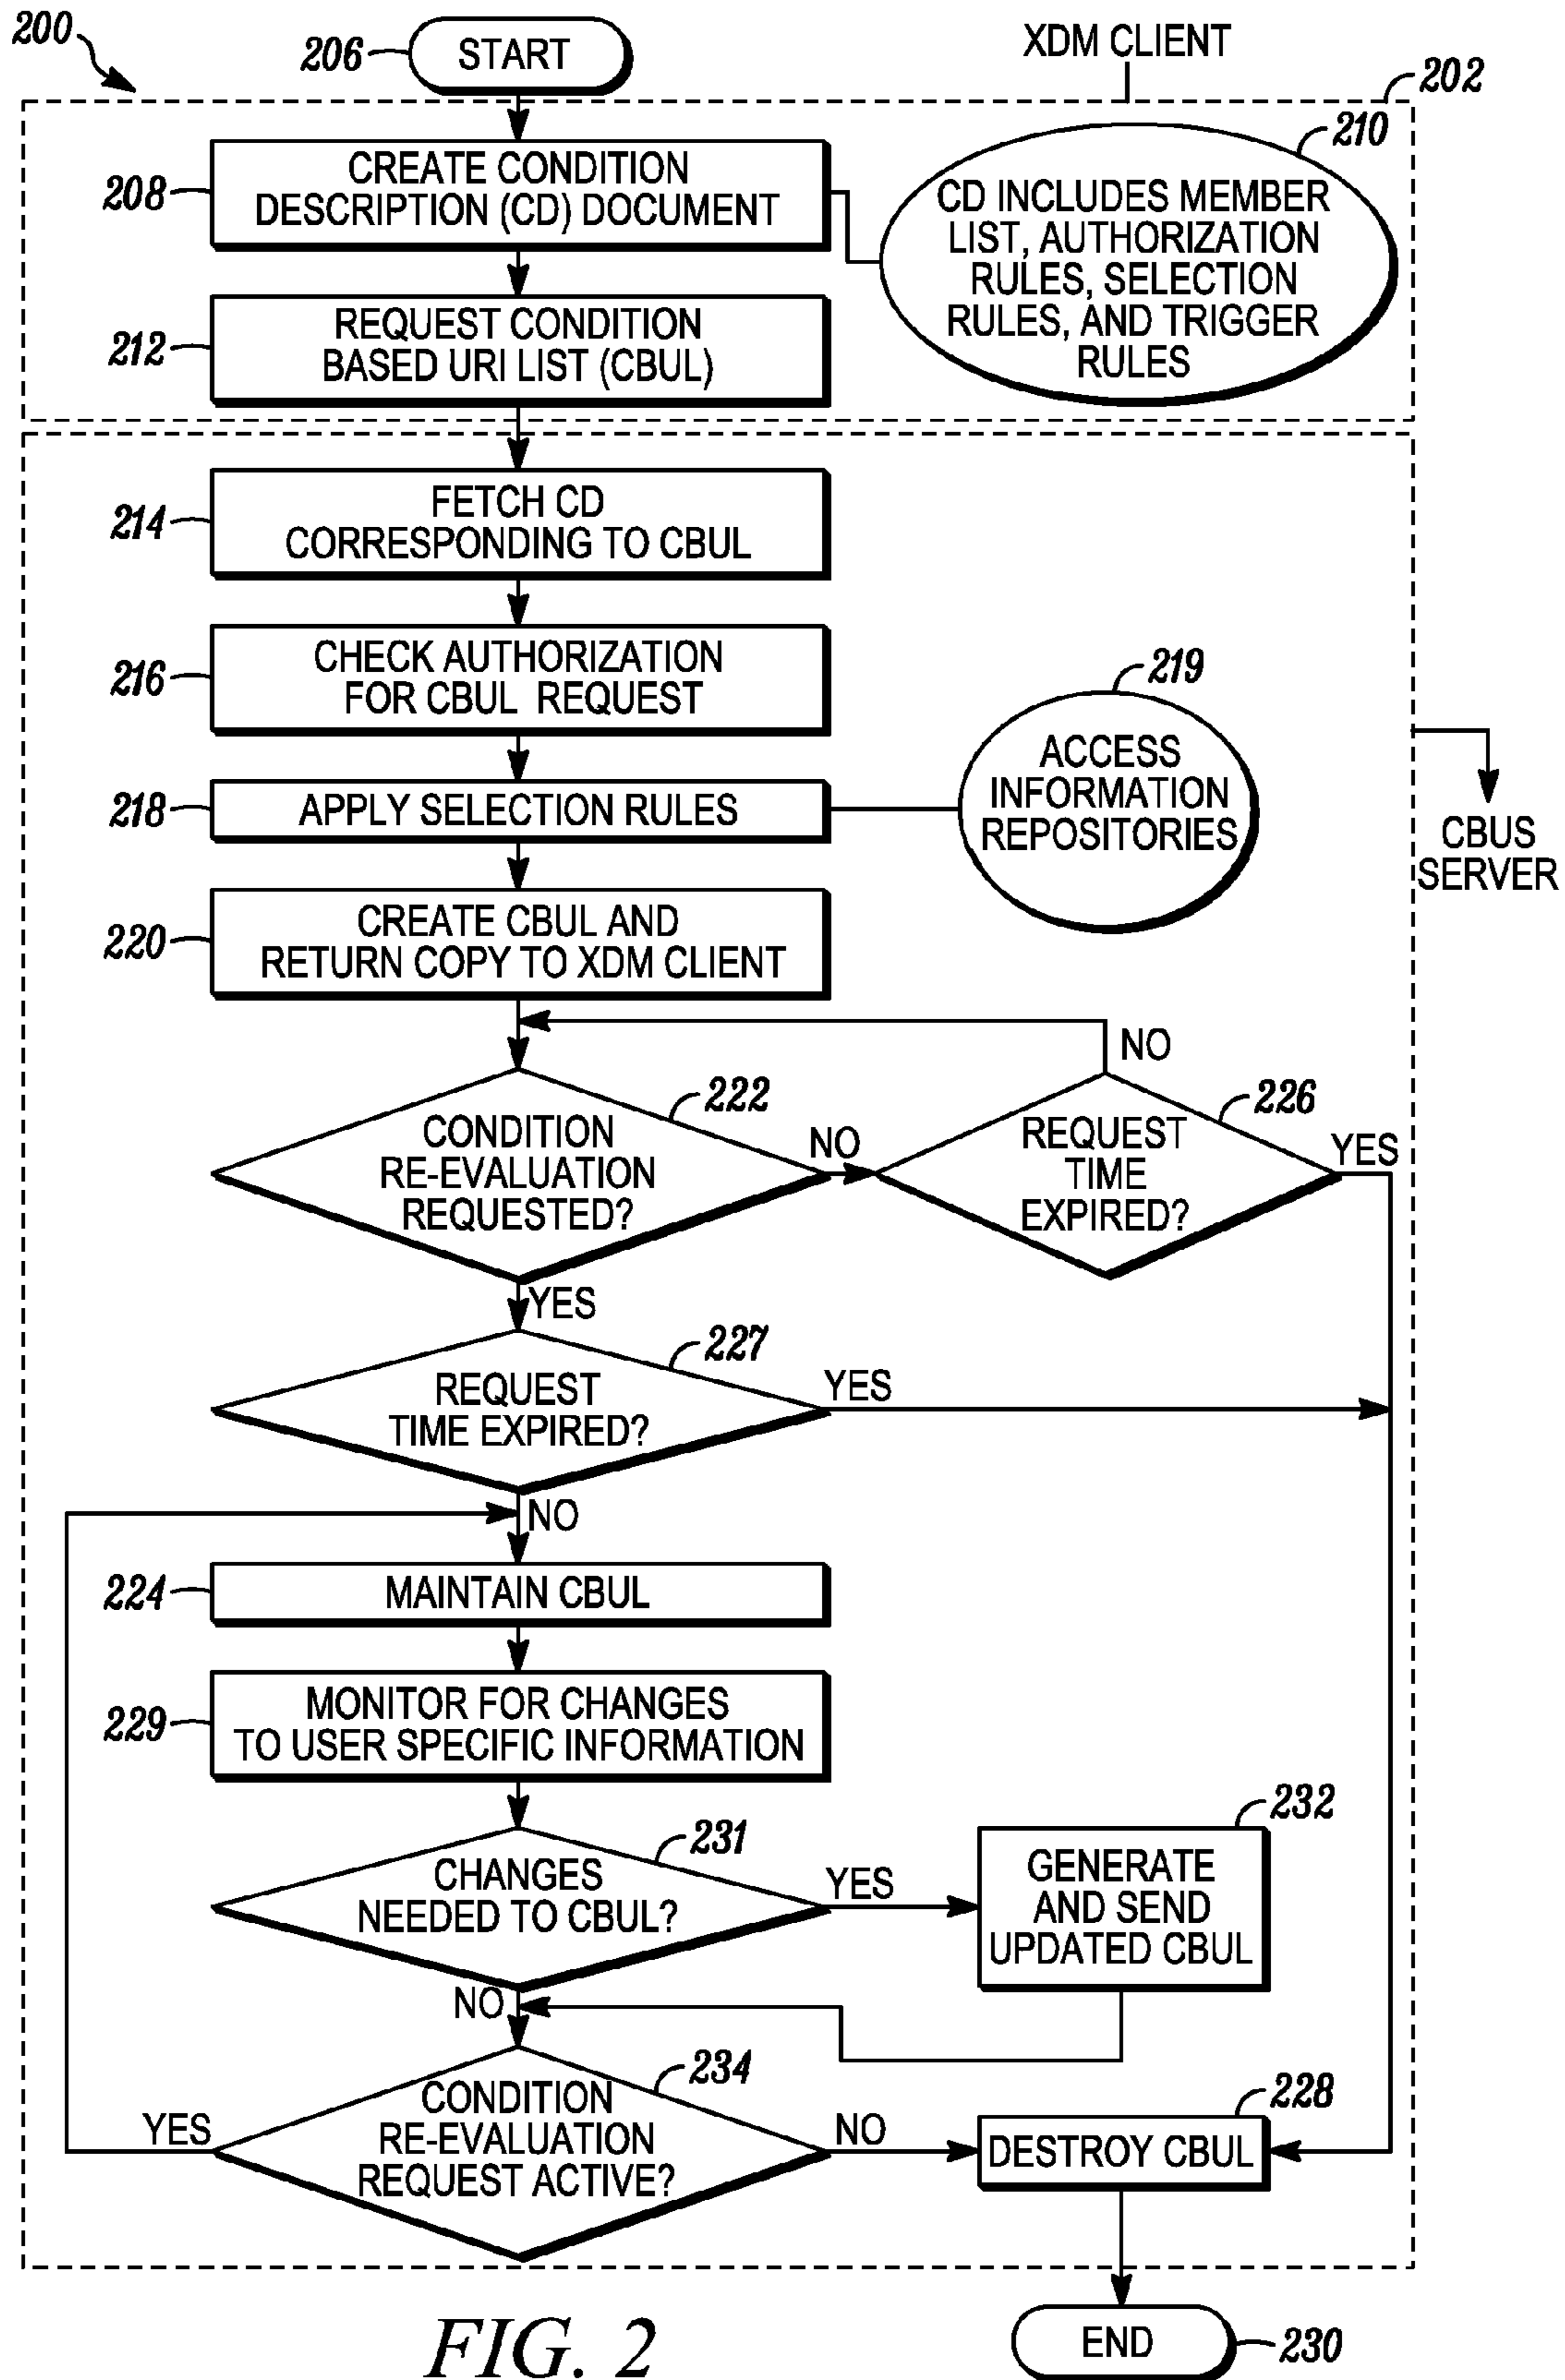 200
206
START
XDM CLIENT
202
208
CREATE CONDITION
DESCRIPTION (CD) DOCUMENT
210
CD INCLUDES MEMBER
LIST, AUTHORIZATION
RULES, SELECTION
RULES, AND TRIGGER
RULES
212
REQUEST CONDITION
BASED URI LIST (CBUL)
214
FETCH CD
CORRESPONDING TO CBUL
216
CHECK AUTHORIZATION
FOR CBUL REQUEST
219
ACCESS
INFORMATION
REPOSITORIES
218
APPLY SELECTION RULES
CBUS
SERVER
220
CREATE CBUL AND
RETURN COPY TO XDM CLIENT
NO
222
CONDITION
RE-EVALUATION
REQUESTED?
NO
226
REQUEST
TIME
EXPIRED?
YES
YES
227
REQUEST
TIME EXPIRED?
YES
NO
224
MAINTAIN CBUL
229
MONITOR FOR CHANGES
TO USER SPECIFIC INFORMATION
231
CHANGES
NEEDED TO CBUL?
YES
232
GENERATE
AND SEND
UPDATED CBUL
NO
234
CONDITION
RE-EVALUATION
REQUEST ACTIVE?
YES
NO
228
DESTROY CBUL
END
230
FIG. 2